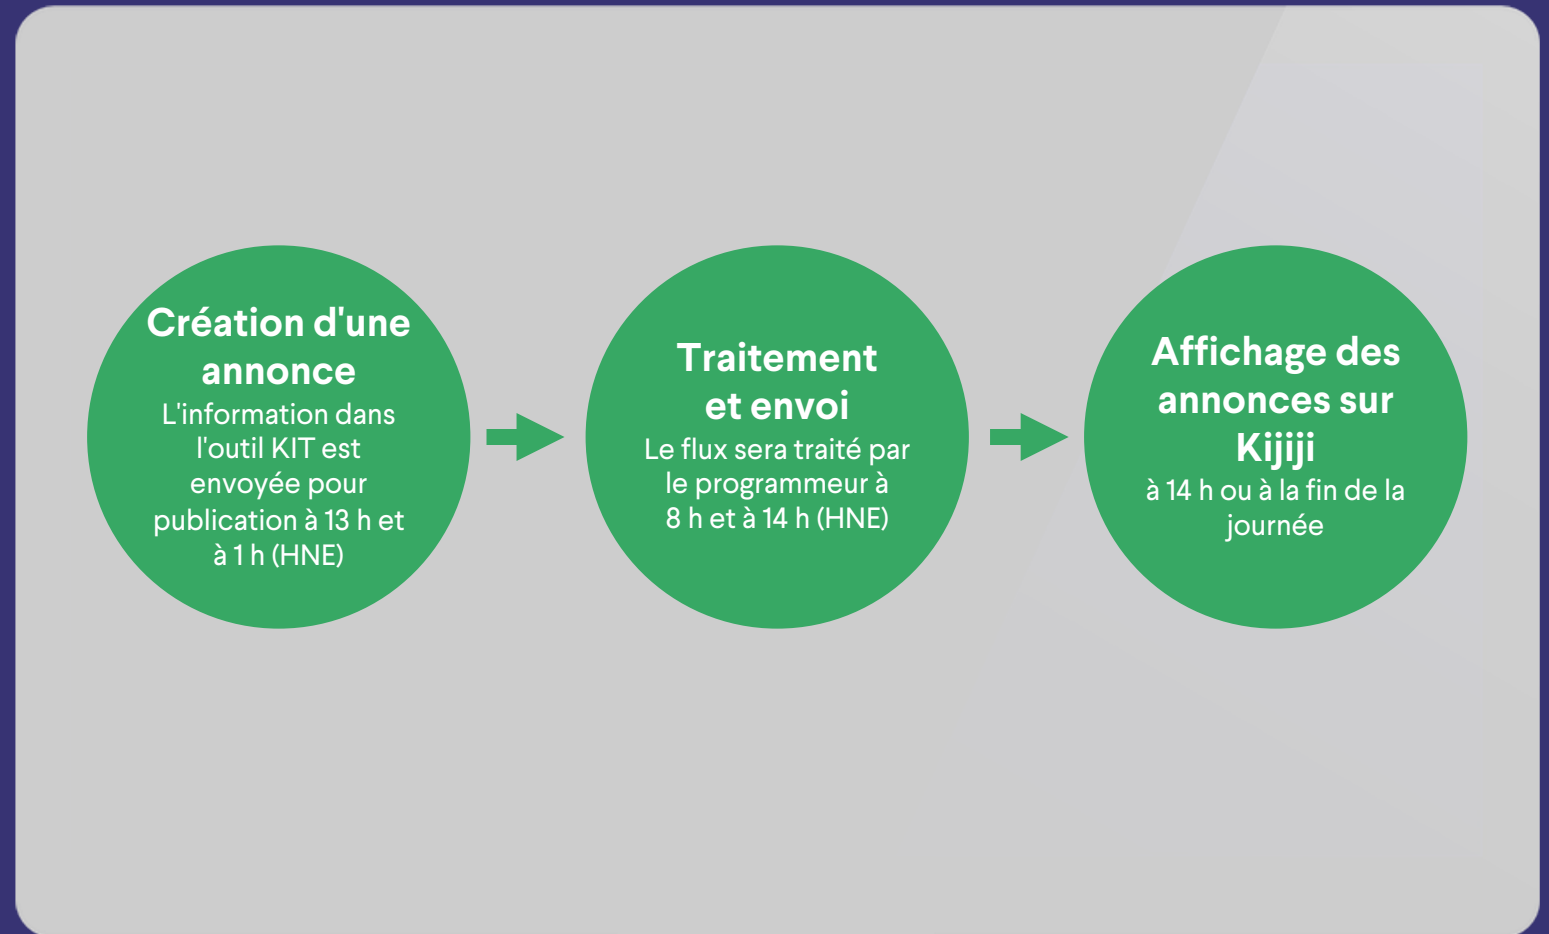 Création d'une
annonce
L'information dans
l'outil KIT est
envoyée pour
publication à 13 h et
à 1 h (HNE)
Traitement
et envoi
Le flux sera traité par
le programmeur à
8 h et à 14 h (HNE)
Affichage des
annonces sur
Kijiji
à 14 h ou à la fin de la
journée